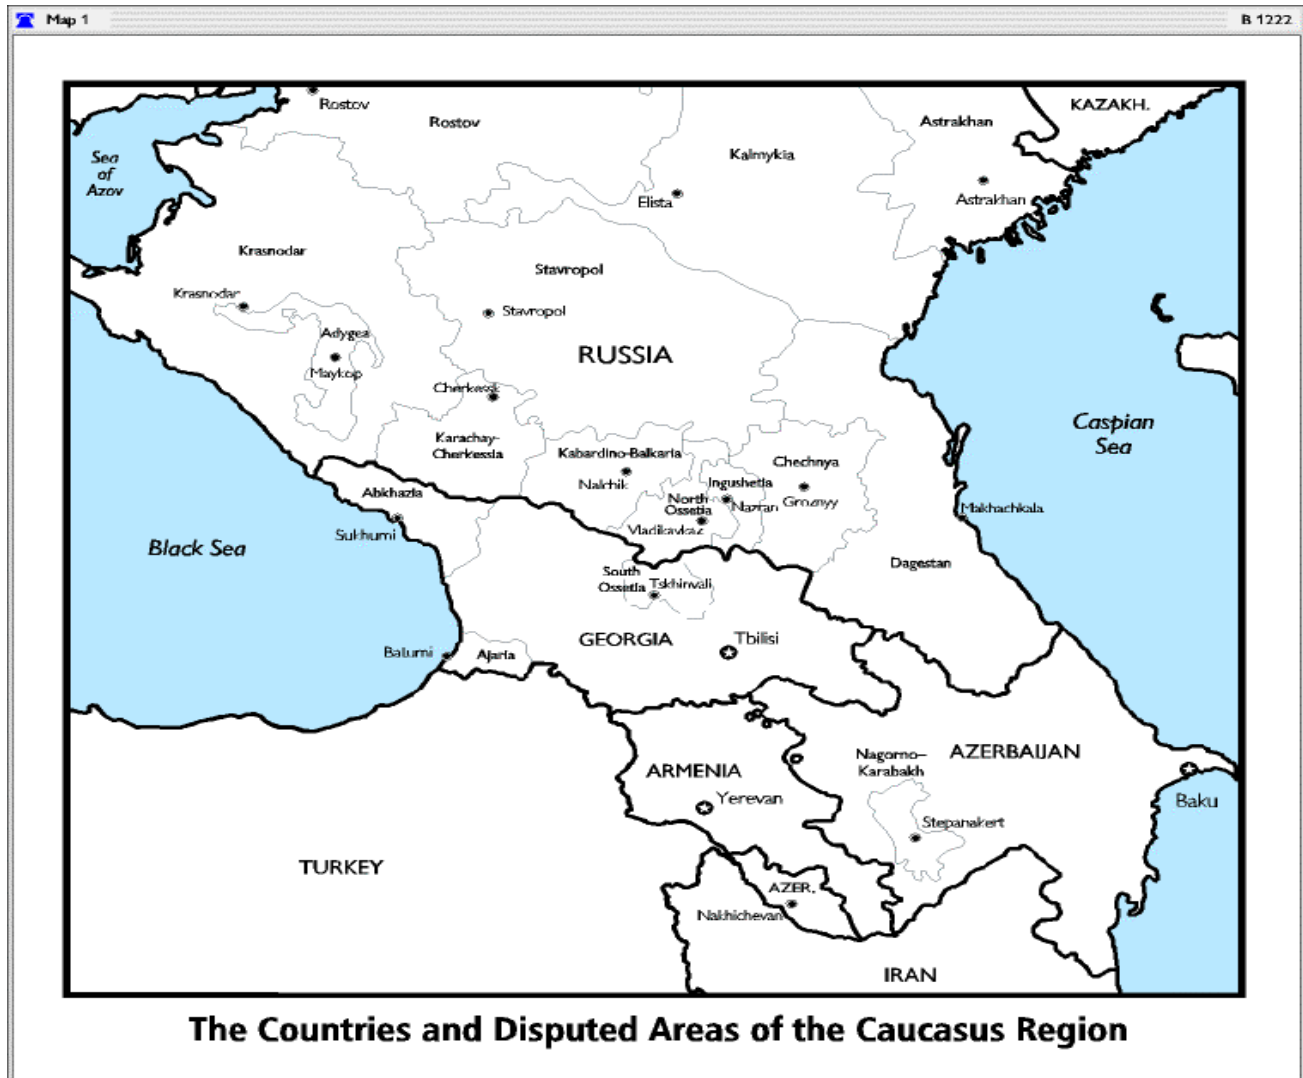 Map 1
B 1222
Rostov
Rostov
Astrakhan
KAZAKH.
Sea
of
Azov
Kalmykia
Elista
Astrakhan
Krasnodar
Stavropol
Krasnodar
Stavropol
Adygea
RUSSIA
Maykop
Cherkessk
Caspian
Sea
Karachay-
Cherkessia
Kabardino-Balkaria
Chechnya
Nalchik
Ingushetia
Groznyy
Abkhazia
North
Ossetia
Nazran
Makhachkala
Sukhumi
Vladikavkaz
Black Sea
Dagestan
South
Ossetia
Tskhinvali
GEORGIA
Tbilisi
Batumi
Ajaria
Nagorno-
Karabakh
AZERBAIJAN
ARMENIA
Yerevan
Baku
Stepanakert
TURKEY
AZER.
Nakhichevan
IRAN
The Countries and Disputed Areas of the Caucasus Region